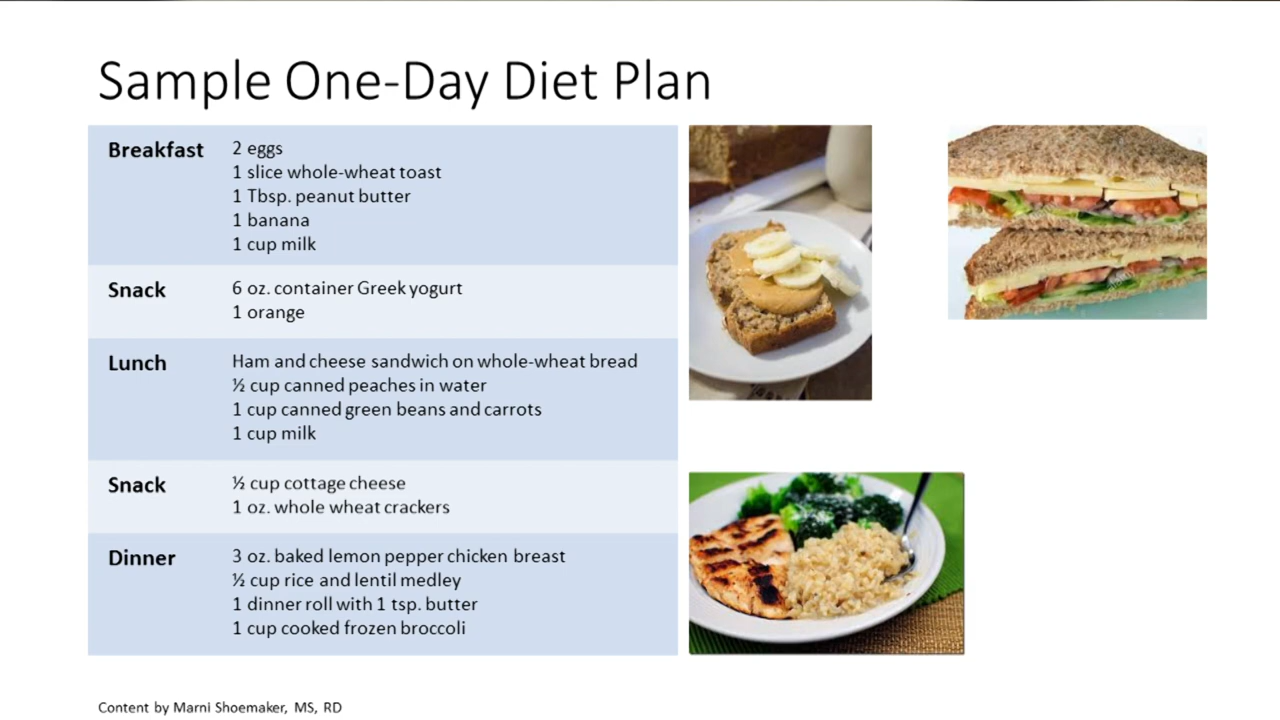 Sample One-Day Diet Plan
Breakfast
2 eggs
1 slice whole-wheat toast
1 Tbsp. peanut butter
1 banana
1 cup milk
Snack
6 oz. container Greek yogurt
1 orange
Lunch
Ham and cheese sandwich on whole-wheat bread
½ cup canned peaches in water
1 cup canned green beans and carrots
1 cup milk
Snack
½ cup cottage cheese
1 oz. whole wheat crackers
Dinner
3 oz. baked lemon pepper chicken breast
½ cup rice and lentil medley
1 dinner roll with 1 tsp. butter
1 cup cooked frozen broccoli
Content by Marni Shoemaker, MS, RD